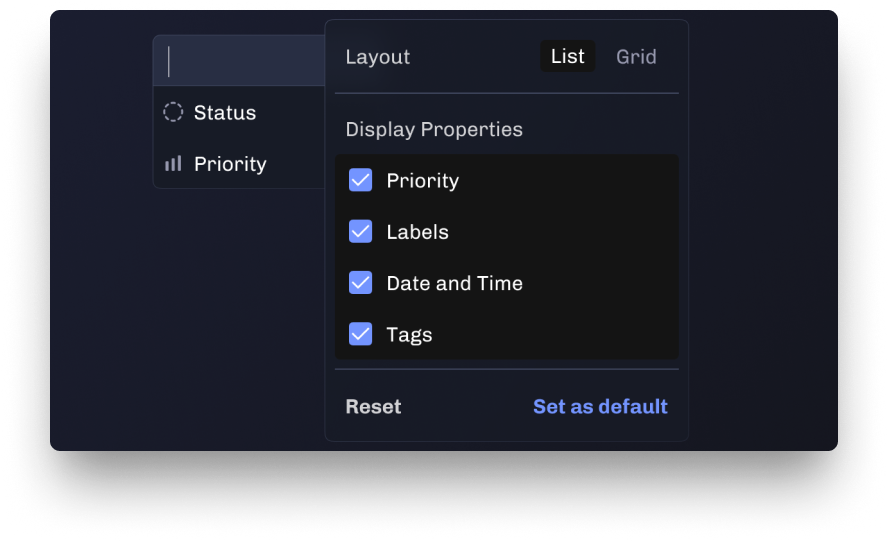 Status
Priority
Layout
List
Grid
Display Properties
Priority
Labels
Date and Time
Tags
Reset
Set as default